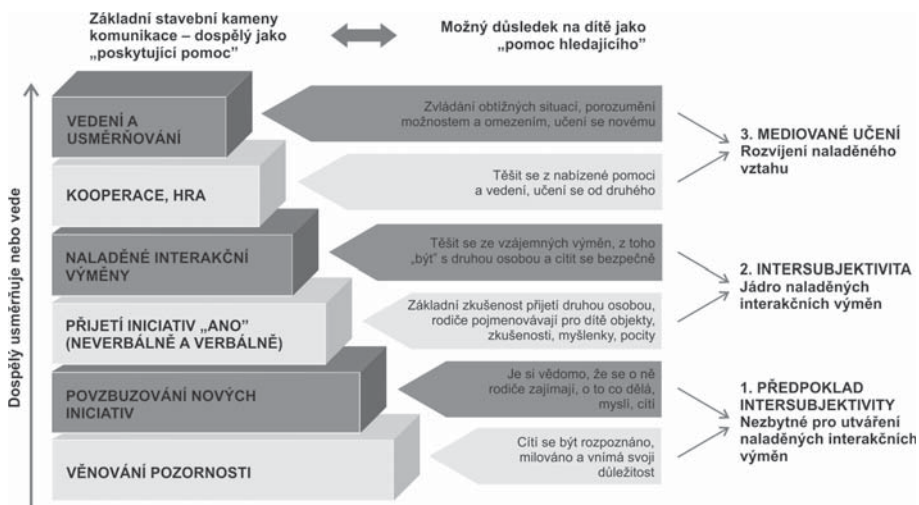 Základní stavební kameny
komunikace – dospělý jako
„poskytující pomoc"
Možný důsledek na dítě jako
„pomoc hledajícího"
Dospělý usměrňuje nebo vede
VEDENÍ A
USMĚRŇOVÁNÍ
Zvládání obtížných situací, porozumění
možnostem a omezením, učení se novému
KOOPERACE, HRA
Těšit se z nabízené pomoci
a vedení, učení se od druhého
3. MEDIOVANÉ UČENÍ
Rozvíjení naladěného
vztahu
NALADĚNÉ INTERAKČNÍ
VÝMĚNY
Těšit se ze vzájemných výměn, z toho
„být" s druhou osobou a cítit se bezpečně
PŘIJETÍ INICIATIV „ANO"
(NEVERBÁLNĚ A VERBÁLNĚ)
Základní zkušenost přijetí druhou osobou,
rodiče pojmenovávají pro dítě objekty,
zkušenosti, myšlenky, pocity
2. INTERSUBJEKTIVITA
Jádro naladěných
interakčních výměn
POVZBUZOVÁNÍ NOVÝCH
INICIATIV
Je si vědomo, že se o ně
rodiče zajímají, o to co dělá,
myslí, cítí
VĚNOVÁNÍ POZORNOSTI
Cítí se být rozpoznáno,
milováno a vnímá svoji
důležitost
1. PŘEDPOKLAD
INTERSUBJEKTIVITY
Nezbytné pro utváření
naladěných interakčních
výměn